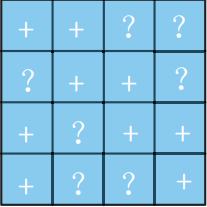 + + ? ?
? + + ?
+ ? + +
+ ? ? +